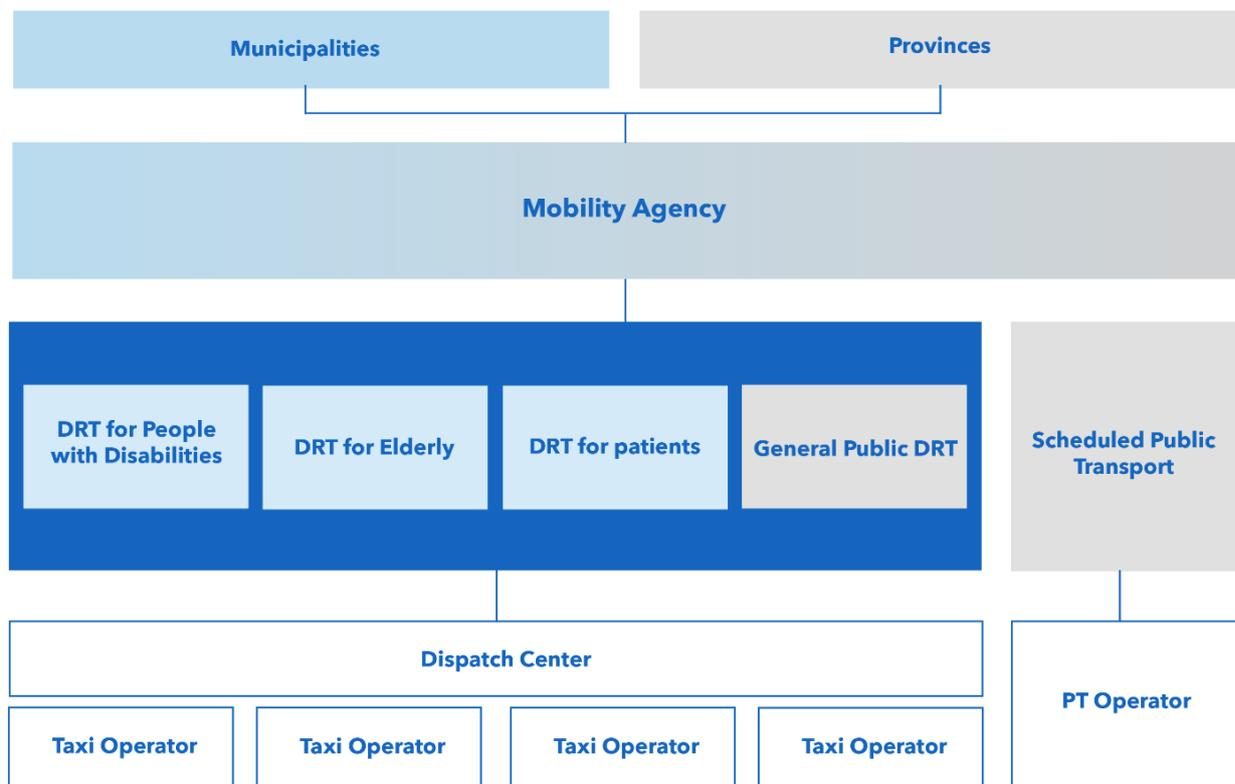 Municipalities
Provinces
Mobility Agency
DRT for People
with Disabilities
DRT for Elderly
DRT for patients
General Public DRT
Scheduled Public
Transport
Dispatch Center
PT Operator
Taxi Operator
Taxi Operator
Taxi Operator
Taxi Operator